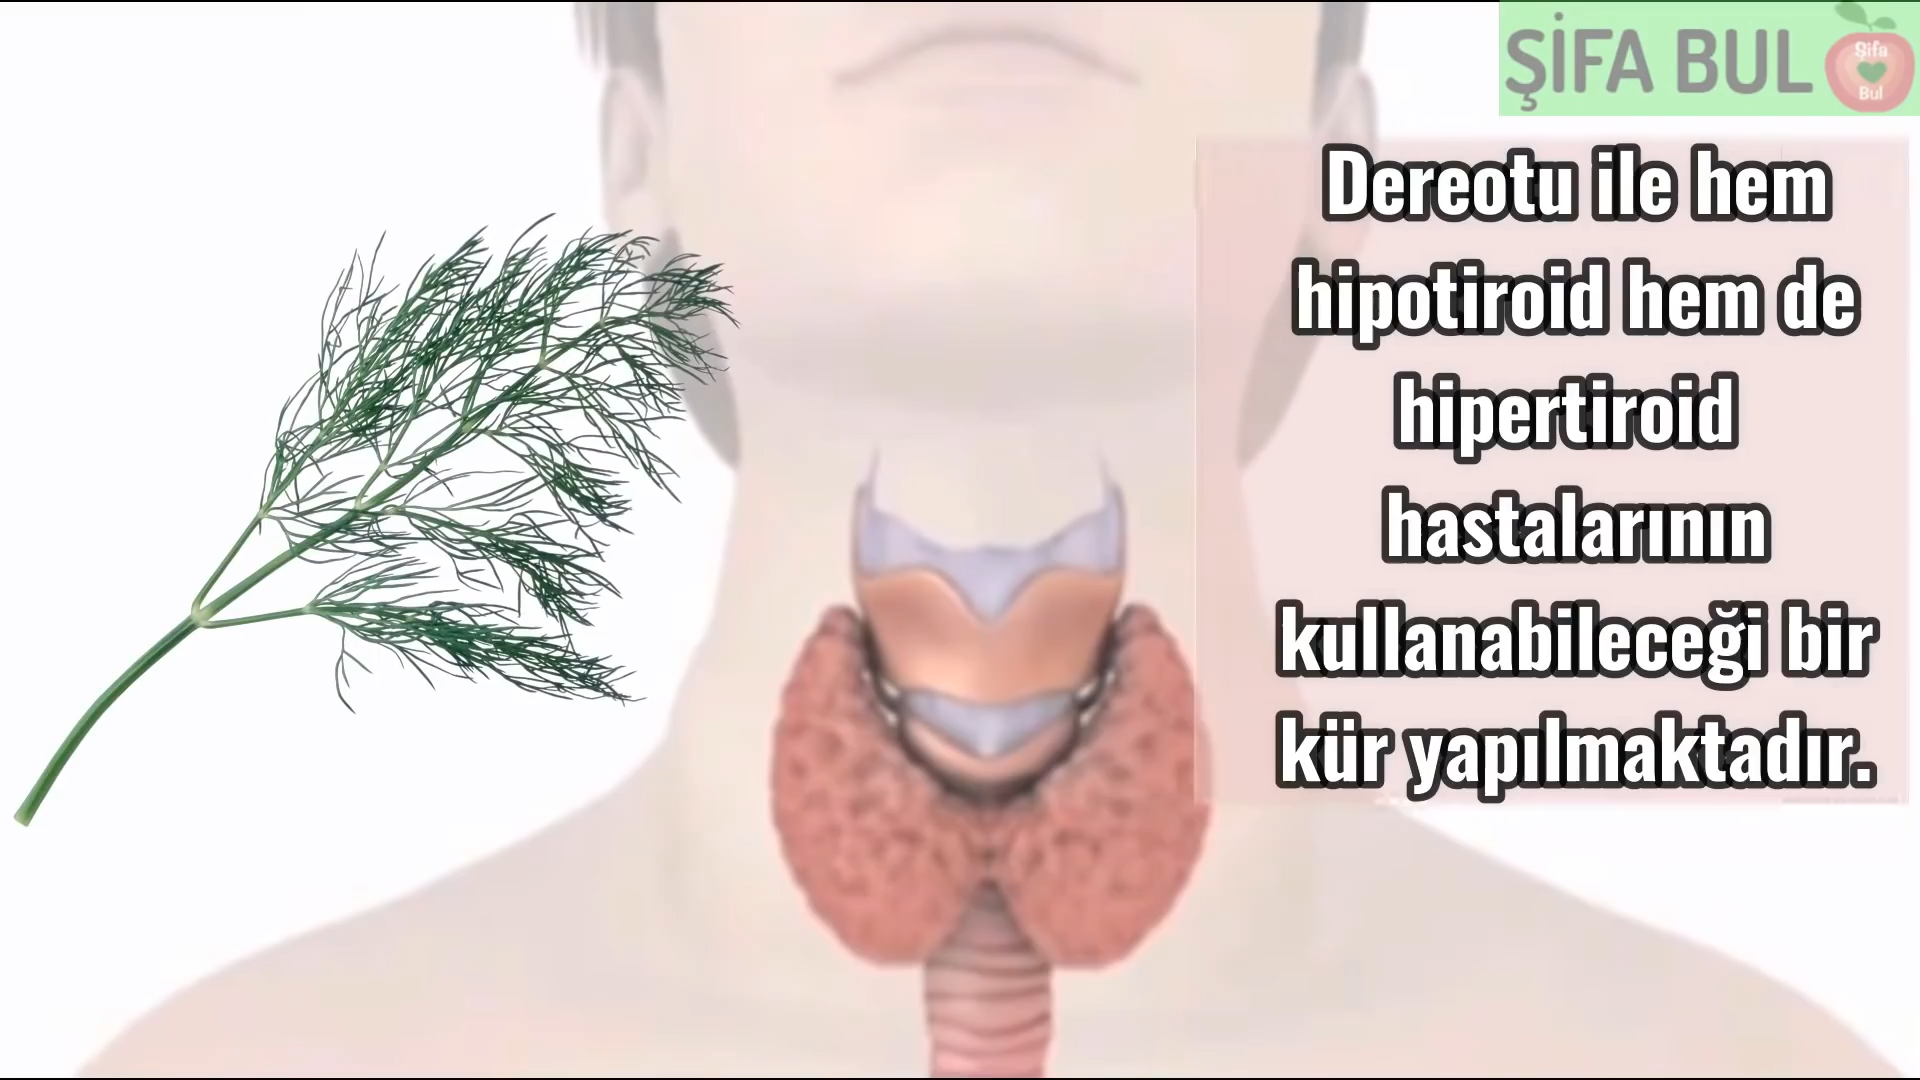 ŞİFA BUL
Şifa
Bul
Dereotu ile hem
hipotiroid hem de
hipertiroid
hastalarının
kullanabileceği bir
kür yapılmaktadır.